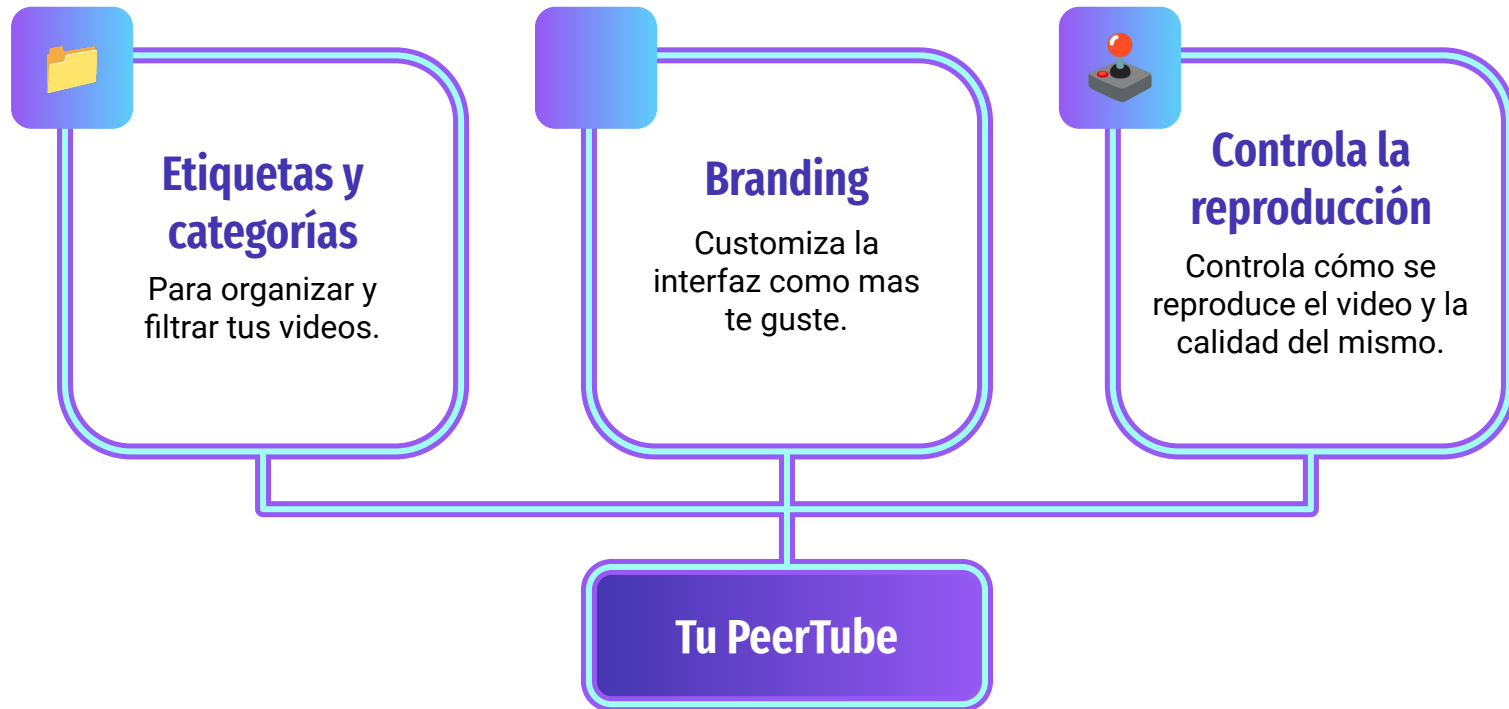 Etiquetas y
categorías
Para organizar y
filtrar tus videos.
Branding
Customiza la
interfaz como mas
te guste.
Controla la
reproducción
Controla cómo se
reproduce el video y la
calidad del mismo.
Tu PeerTube